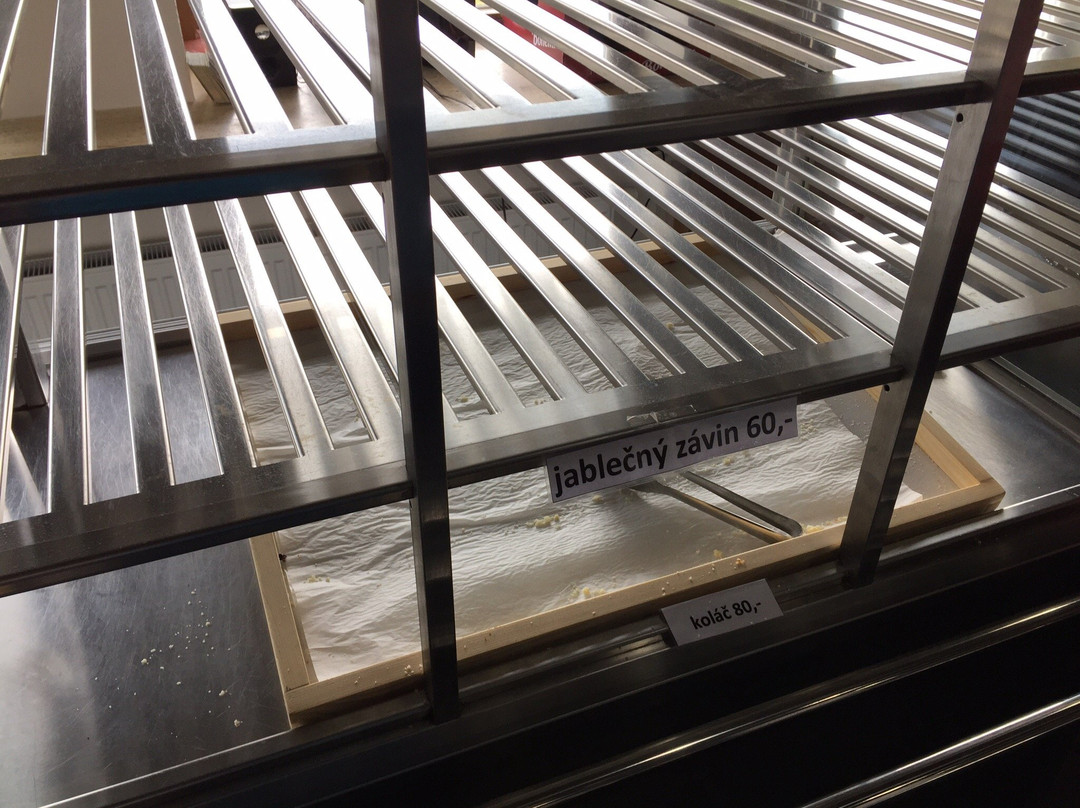 jablečný závin 60,-
koláč 80,-